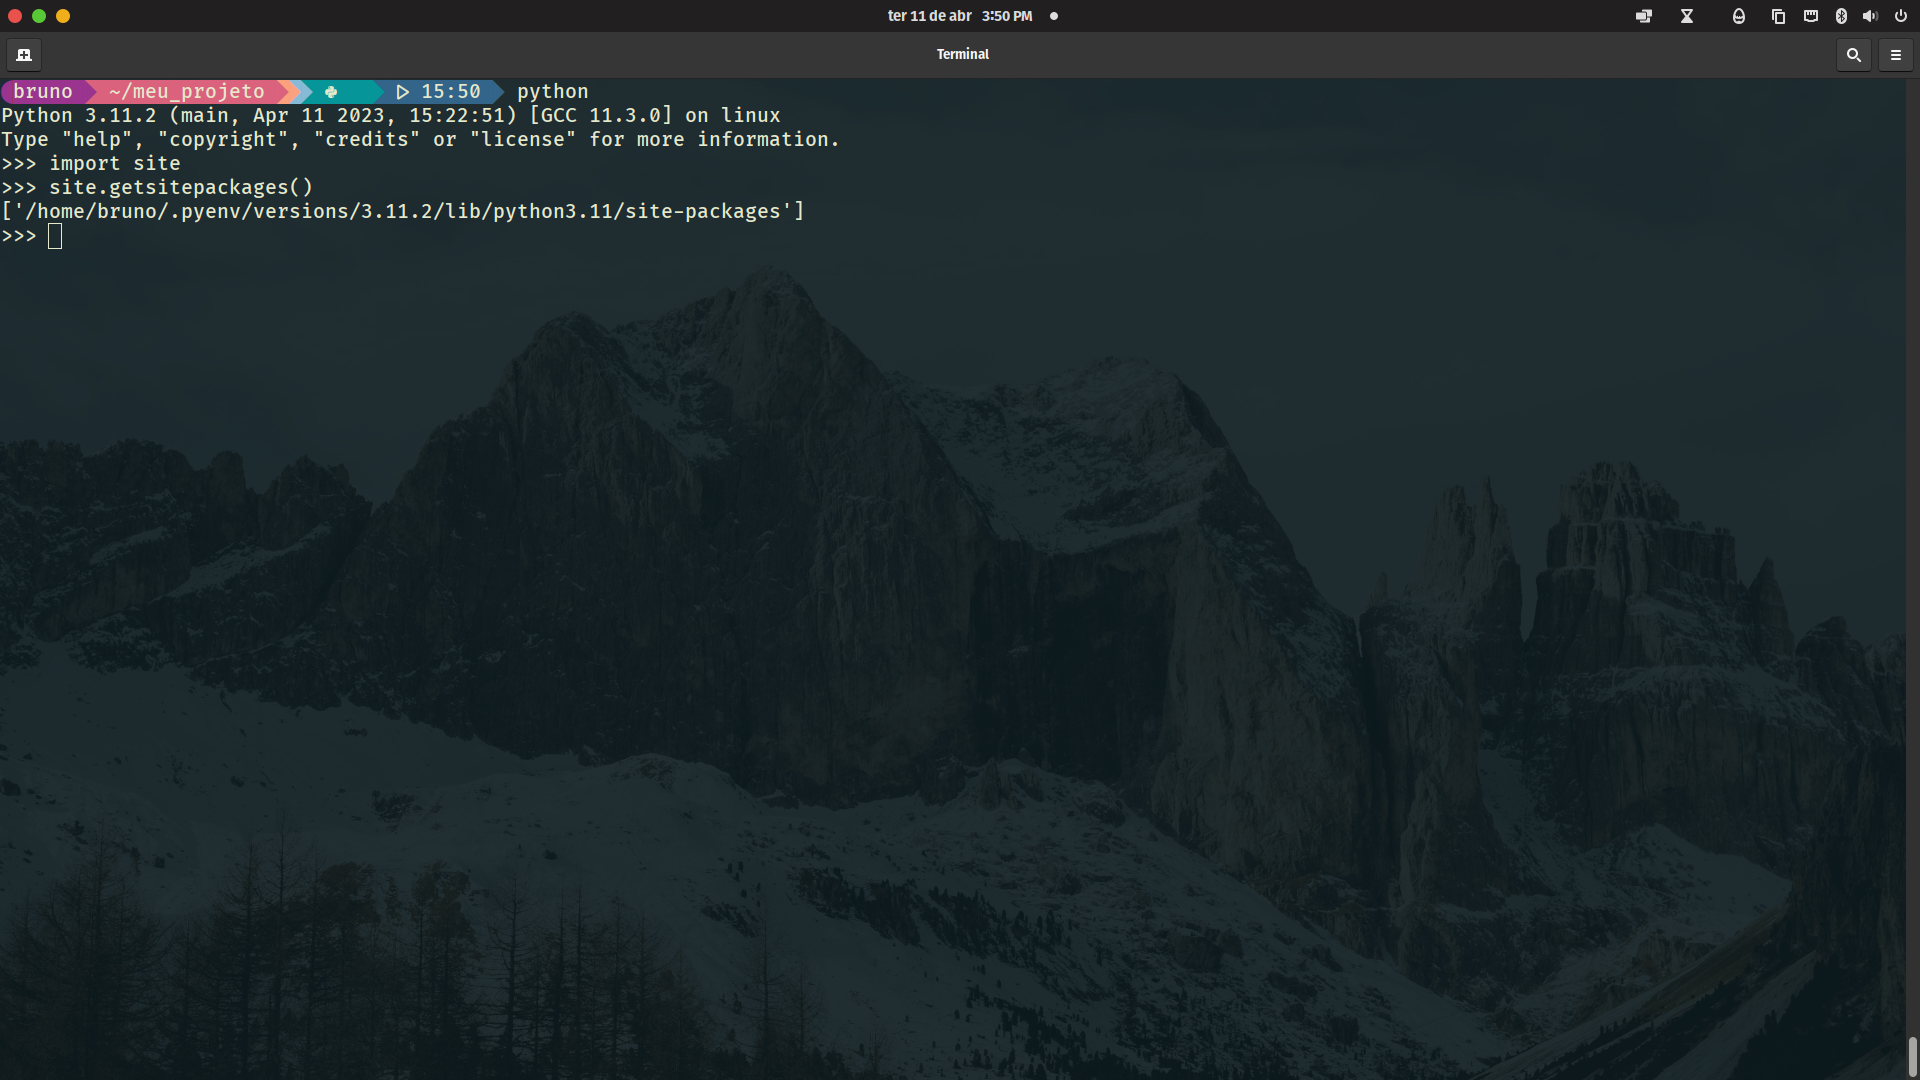 ter 11 de abr 3:50 PM
Terminal
bruno ~/meu_projeto 15:50 python
Python 3.11.2 (main, Apr 11 2023, 15:22:51) [GCC 11.3.0] on linux
Type "help", "copyright", "credits" or "license" for more information.
>>> import site
>>> site.getsitepackages()
['/home/bruno/.pyenv/versions/3.11.2/lib/python3.11/site-packages']
>>>